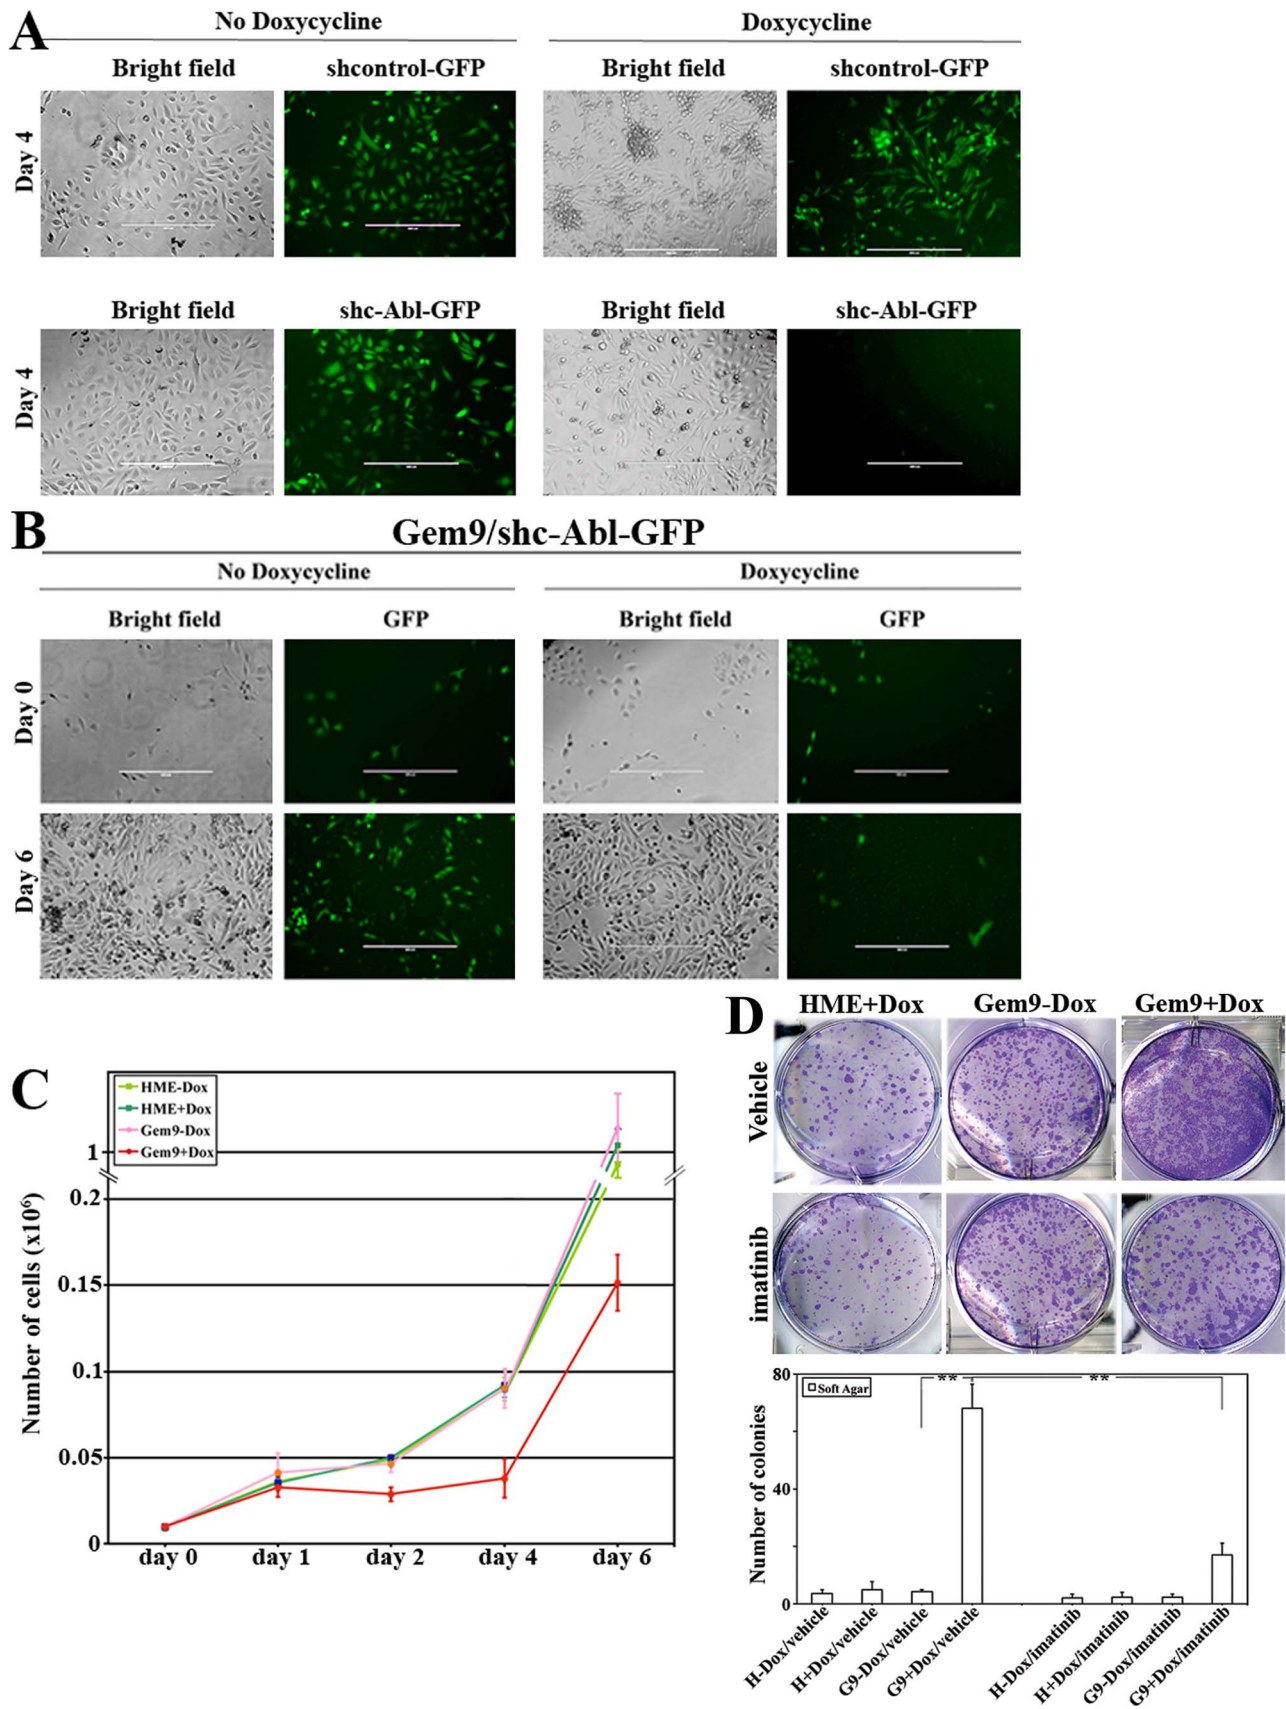 A
No Doxycycline
Doxycycline
Bright field
shcontrol-GFP
Bright field
shcontrol-GFP
Day 4
Bright field
shc-Abl-GFP
Bright field
shc-Abl-GFP
Day 4
B
Gem9/shc-Abl-GFP
No Doxycycline
Doxycycline
Bright field
GFP
Bright field
GFP
Day 0
Day 6
C
HME-Dox
HME+Dox
Gem9-Dox
Gem9+Dox
Number of cells (x10⁶)
1
0.2
0.15
0.1
0.05
0
day 0
day 1
day 2
day 4
day 6
D
HME+Dox
Gem9-Dox
Gem9+Dox
Vehicle
imatinib
Soft Agar
**
**
Number of colonies
80
40
0
H-Dox/vehicle
H+Dox/vehicle
G9-Dox/vehicle
G9+Dox/vehicle
H-Dox/imatinib
H+Dox/imatinib
G9-Dox/imatinib
G9+Dox/imatinib